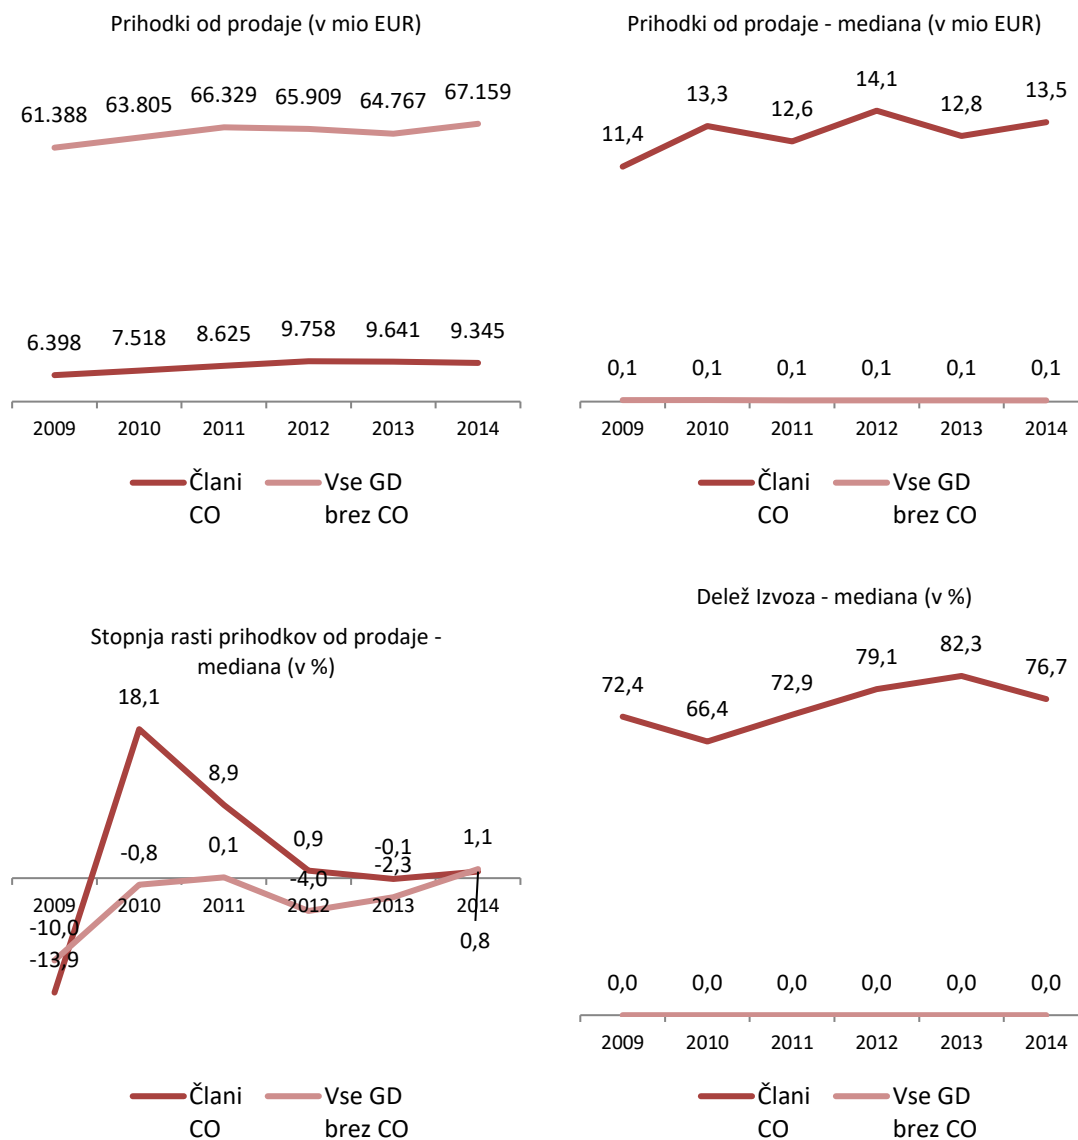 Prihodki od prodaje (v mio EUR)
61.388 63.805 66.329 65.909 64.767 67.159
6.398 7.518 8.625 9.758 9.641 9.345
2009 2010 2011 2012 2013 2014
Člani Vse GD
CO brez CO
Prihodki od prodaje - mediana (v mio EUR)
11,4 13,3 12,6 14,1 12,8 13,5
0,1 0,1 0,1 0,1 0,1 0,1
2009 2010 2011 2012 2013 2014
Člani Vse GD
CO brez CO
Stopnja rasti prihodkov od prodaje -
mediana (v %)
18,1
8,9
-0,8 0,1 0,9 -0,1 1,1
-4,0 -2,3
2009 2010 2011 2012 2013 2014
-10,0
-13,9
0,8
Člani Vse GD
CO brez CO
Delež Izvoza - mediana (v %)
72,4 66,4 72,9 79,1 82,3 76,7
0,0 0,0 0,0 0,0 0,0 0,0
2009 2010 2011 2012 2013 2014
Člani Vse GD
CO brez CO